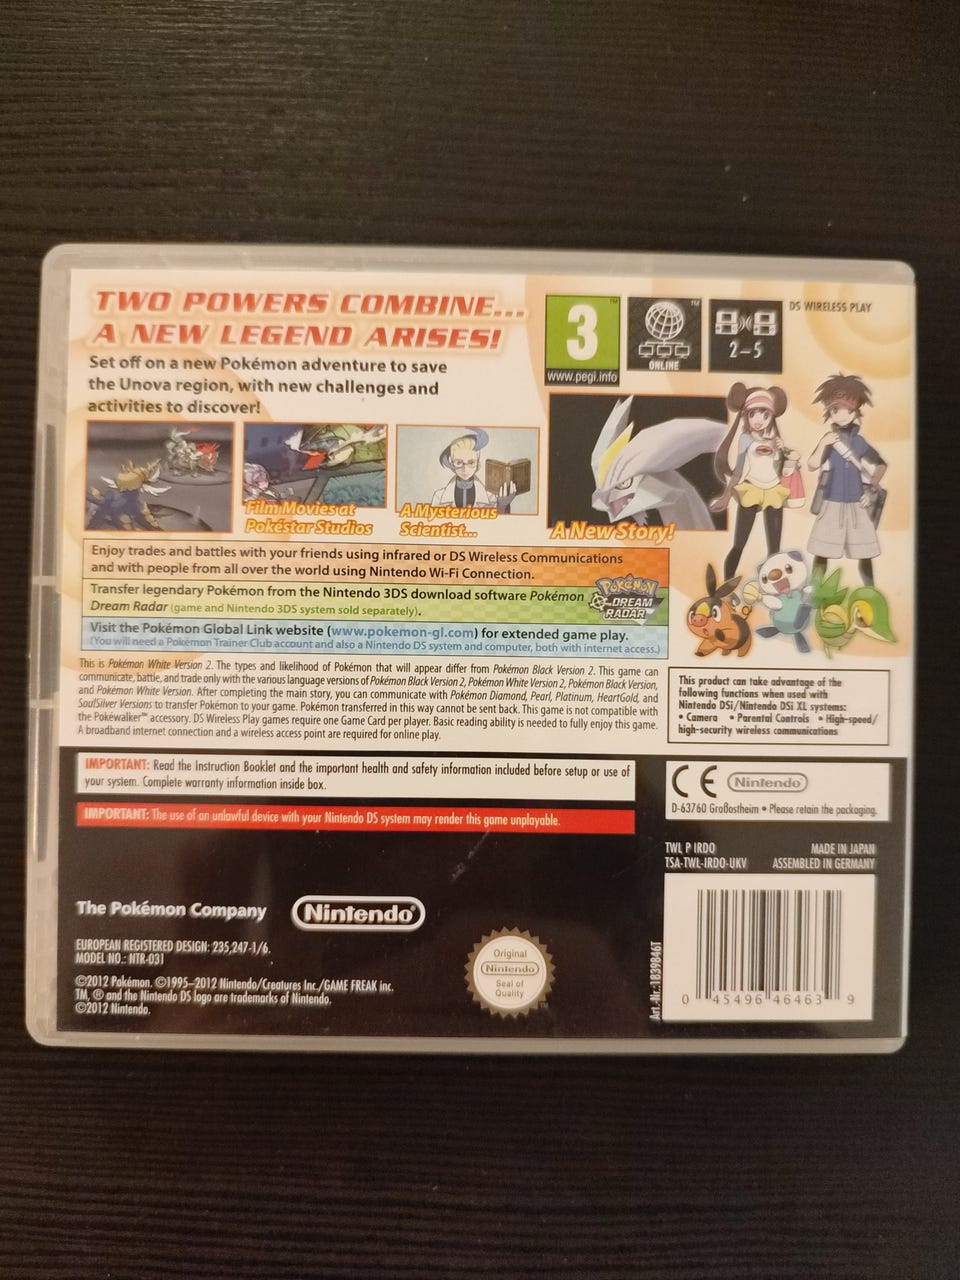 TWO POWERS COMBINE...
A NEW LEGEND ARISES!
Set off on a new Pokémon adventure to save
the Unova region, with new challenges and
activities to discover!
3
™
www.pegi.info
™
ONLINE
2–5
DS WIRELESS PLAY
Film Movies at
Pokéstar Studios
A Mysterious
Scientist...
A New Story!
Enjoy trades and battles with your friends using infrared or DS Wireless Communications
and with people from all over the world using Nintendo Wi-Fi Connection.
Transfer legendary Pokémon from the Nintendo 3DS download software Pokémon
Dream Radar (game and Nintendo 3DS system sold separately).
Pokémon
DREAM
RADAR
Visit the Pokémon Global Link website (www.pokemon-gl.com) for extended game play.
(You will need a Pokémon Trainer Club account and also a Nintendo DS system and computer, both with internet access.)
This is Pokémon White Version 2. The types and likelihood of Pokémon that will appear differ from Pokémon Black Version 2. This game can
communicate, battle, and trade only with the various language versions of Pokémon Black Version 2, Pokémon White Version 2, Pokémon Black Version,
and Pokémon White Version. After completing the main story, you can communicate with Pokémon Diamond, Pearl, Platinum, HeartGold, and
SoulSilver Versions to transfer Pokémon to your game. Pokémon transferred in this way cannot be sent back. This game is not compatible with
the Pokéwalker™ accessory. DS Wireless Play games require one Game Card per player. Basic reading ability is needed to fully enjoy this game.
A broadband internet connection and a wireless access point are required for online play.
This product can take advantage of the
following functions when used with
Nintendo DSi/Nintendo DSi XL systems:
• Camera • Parental Controls • High-speed/
high-security wireless communications
IMPORTANT: Read the Instruction Booklet and the important health and safety information included before setup or use of
your system. Complete warranty information inside box.
IMPORTANT: The use of an unlawful device with your Nintendo DS system may render this game unplayable.
CE Nintendo
D-63760 Großostheim • Please retain the packaging.
TWL P IRDO MADE IN JAPAN
TSA-TWL-IRDO-UKV ASSEMBLED IN GERMANY
The Pokémon Company Nintendo®
EUROPEAN REGISTERED DESIGN: 235,247-1/6.
MODEL NO.: NTR-031
©2012 Pokémon. ©1995–2012 Nintendo/Creatures Inc./GAME FREAK inc.
TM, ® and the Nintendo DS logo are trademarks of Nintendo.
©2012 Nintendo.
Original
Nintendo
Seal of
Quality
™
Art.-Nr.:1839846T
0 45496 46463 9